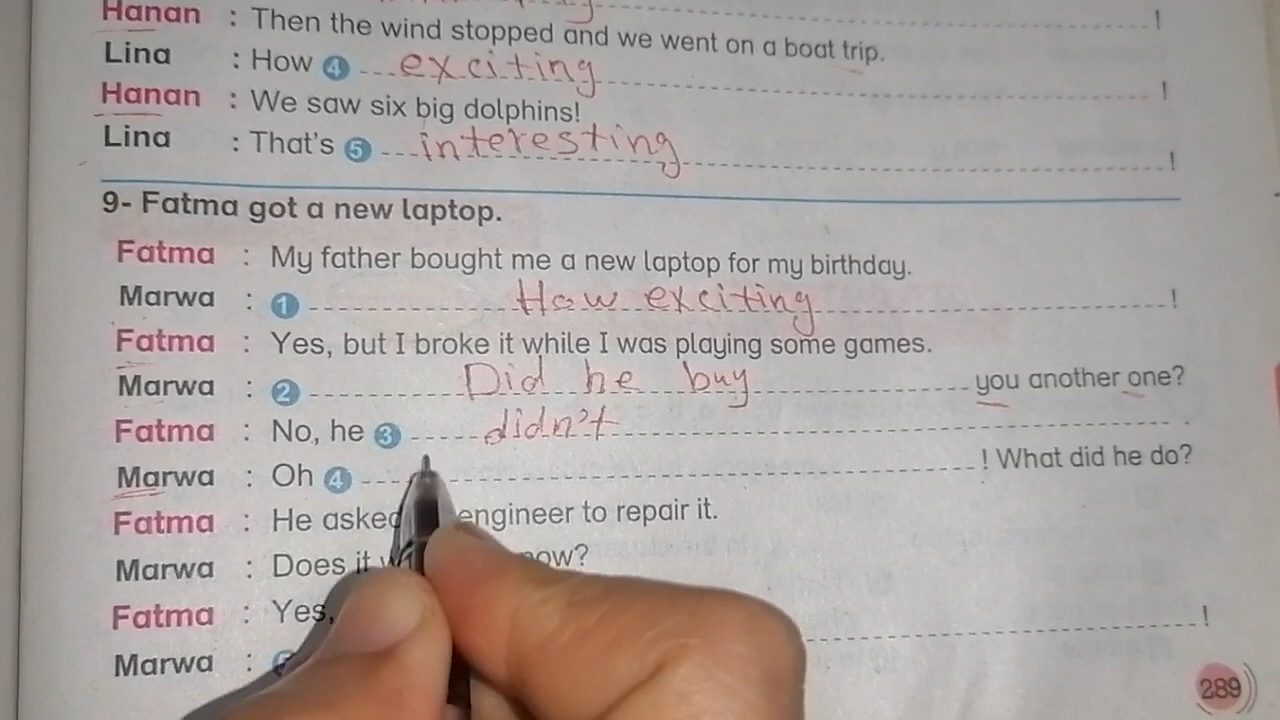 Hanan : Then the wind stopped and we went on a boat trip. !
Lina : How 4 exciting !
Hanan : We saw six big dolphins!
Lina : That's 5 interesting !
9- Fatma got a new laptop.
Fatma : My father bought me a new laptop for my birthday.
Marwa : 1 How exciting !
Fatma : Yes, but I broke it while I was playing some games.
Marwa : 2 Did he buy you another one?
Fatma : No, he 3 didn't .
Marwa : Oh 4 ! What did he do?
Fatma : He asked engineer to repair it.
Marwa : Does it now?
Fatma : Yes,
Marwa : !
289